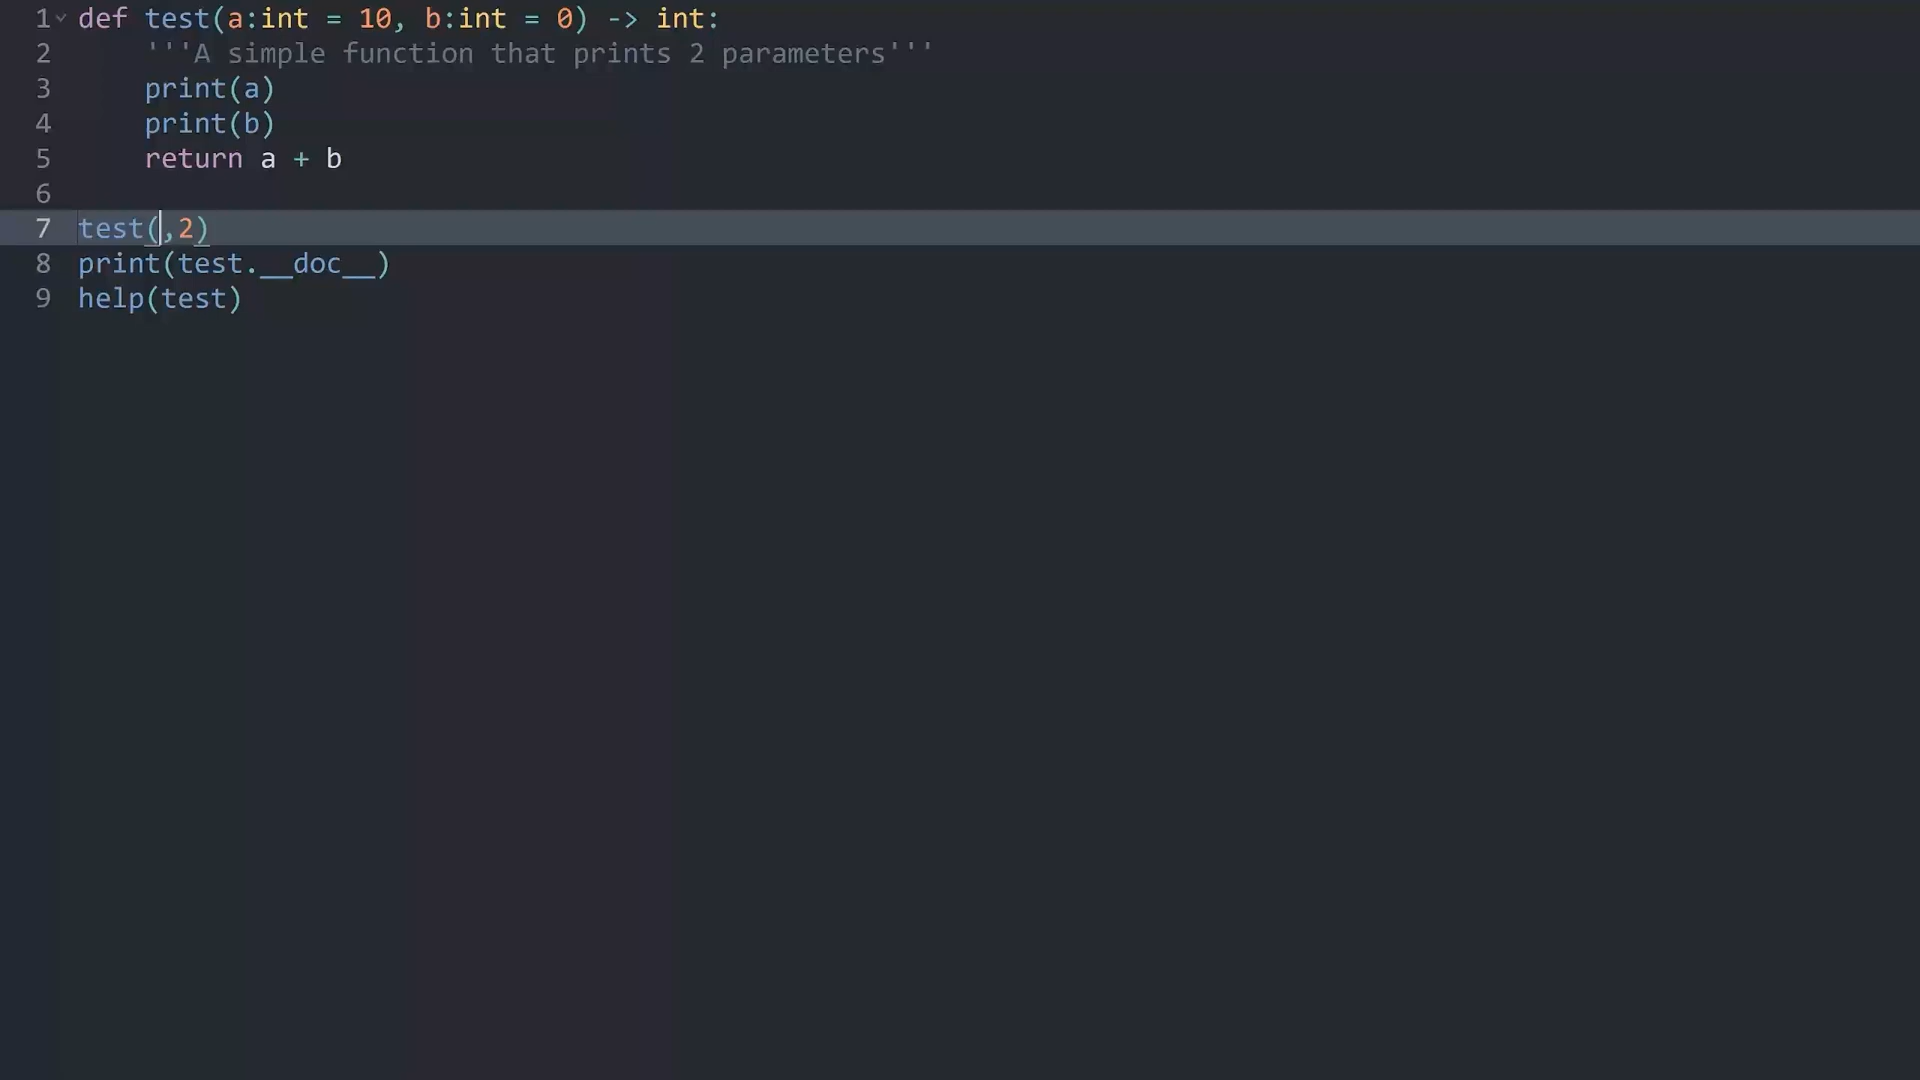 1 def test(a:int = 10, b:int = 0) -> int:
2     '''A simple function that prints 2 parameters'''
3     print(a)
4     print(b)
5     return a + b
6
7 test(,2)
8 print(test.__doc__)
9 help(test)